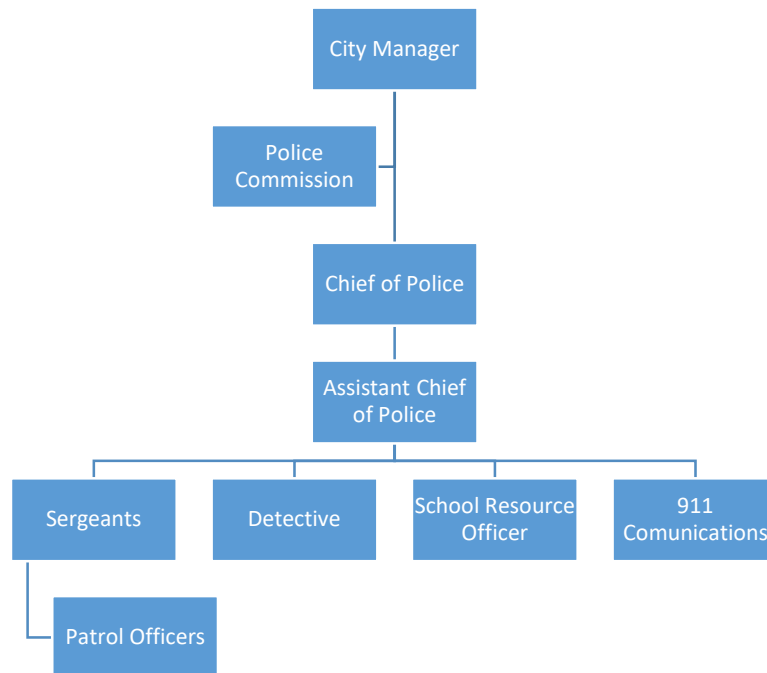 City Manager
Police
Commission
Chief of Police
Assistant Chief
of Police
Sergeants
Detective
School Resource
Officer
911
Comunications
Patrol Officers